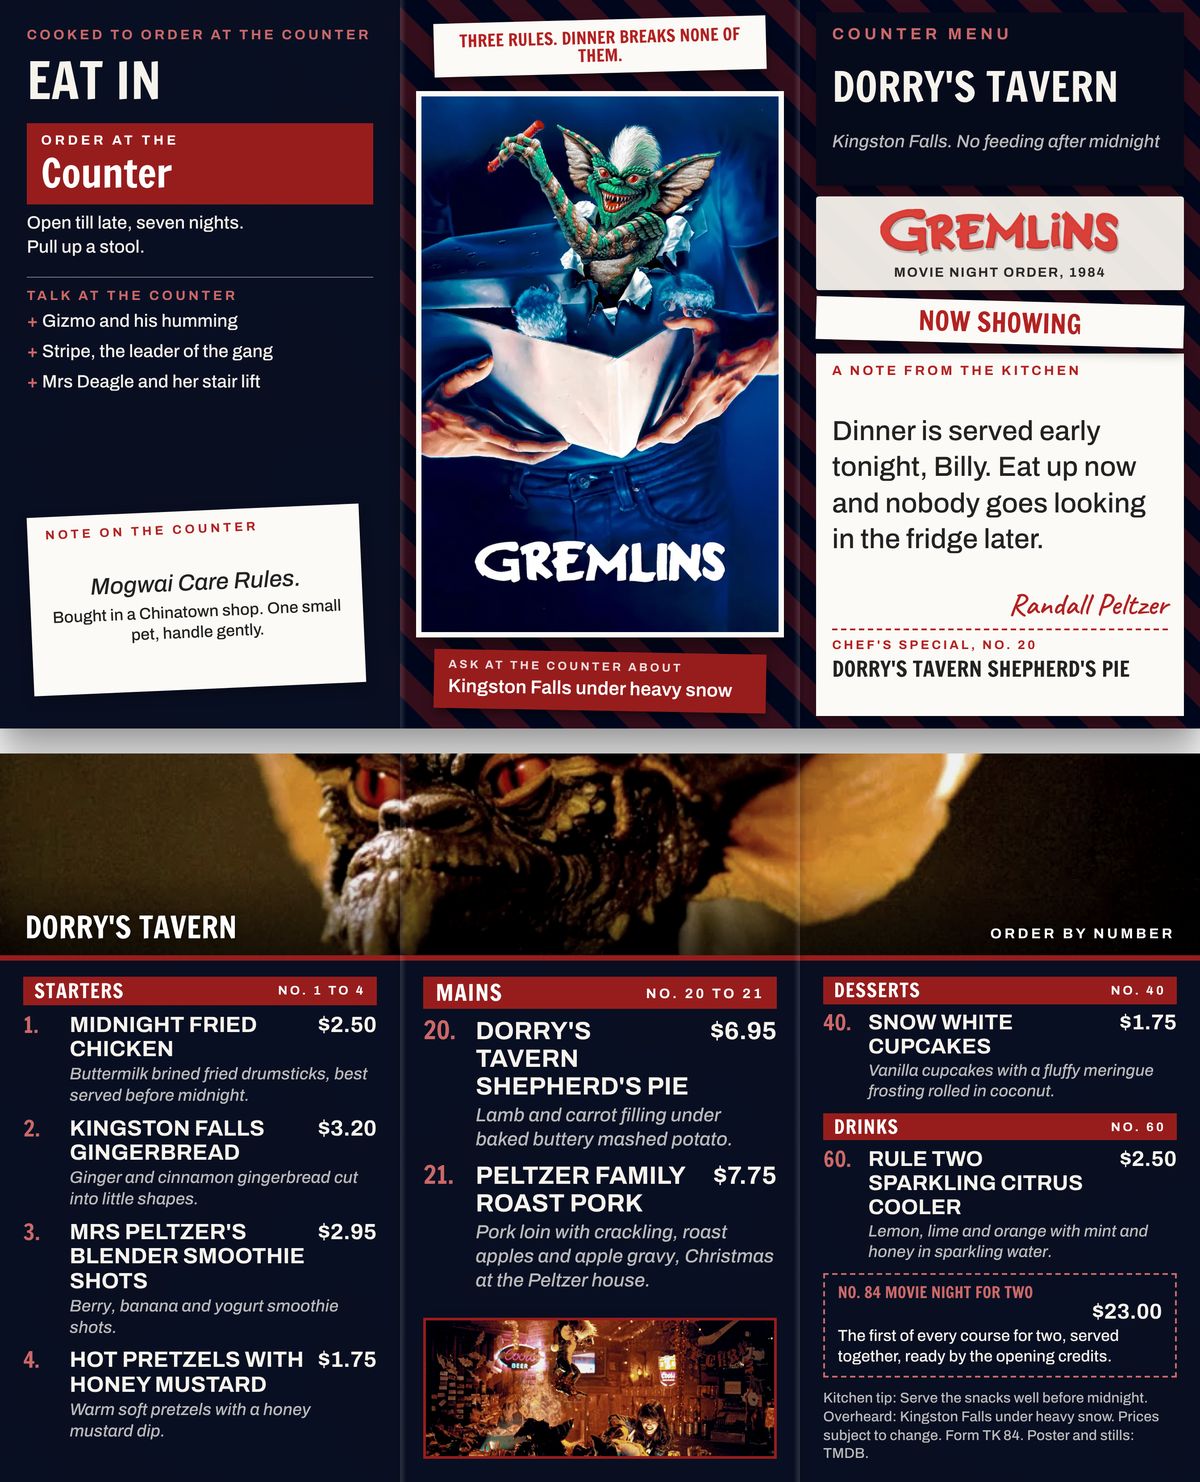 COOKED TO ORDER AT THE COUNTER
EAT IN
ORDER AT THE
Counter
Open till late, seven nights.
Pull up a stool.
TALK AT THE COUNTER
+ Gizmo and his humming
+ Stripe, the leader of the gang
+ Mrs Deagle and her stair lift
NOTE ON THE COUNTER
Mogwai Care Rules.
Bought in a Chinatown shop. One small
pet, handle gently.
THREE RULES. DINNER BREAKS NONE OF
THEM.
GREMLINS
ASK AT THE COUNTER ABOUT
Kingston Falls under heavy snow
COUNTER MENU
DORRY'S TAVERN
Kingston Falls. No feeding after midnight
GREMLiNS
MOVIE NIGHT ORDER, 1984
NOW SHOWING
A NOTE FROM THE KITCHEN
Dinner is served early
tonight, Billy. Eat up now
and nobody goes looking
in the fridge later.
Randall Peltzer
CHEF'S SPECIAL, NO. 20
DORRY'S TAVERN SHEPHERD'S PIE
DORRY'S TAVERN
ORDER BY NUMBER
STARTERS NO. 1 TO 4
1. MIDNIGHT FRIED $2.50
CHICKEN
Buttermilk brined fried drumsticks, best
served before midnight.
2. KINGSTON FALLS $3.20
GINGERBREAD
Ginger and cinnamon gingerbread cut
into little shapes.
3. MRS PELTZER'S $2.95
BLENDER SMOOTHIE
SHOTS
Berry, banana and yogurt smoothie
shots.
4. HOT PRETZELS WITH $1.75
HONEY MUSTARD
Warm soft pretzels with a honey
mustard dip.
MAINS NO. 20 TO 21
20. DORRY'S $6.95
TAVERN
SHEPHERD'S PIE
Lamb and carrot filling under
baked buttery mashed potato.
21. PELTZER FAMILY $7.75
ROAST PORK
Pork loin with crackling, roast
apples and apple gravy, Christmas
at the Peltzer house.
Coors
BEER
DESSERTS NO. 40
40. SNOW WHITE $1.75
CUPCAKES
Vanilla cupcakes with a fluffy meringue
frosting rolled in coconut.
DRINKS NO. 60
60. RULE TWO $2.50
SPARKLING CITRUS
COOLER
Lemon, lime and orange with mint and
honey in sparkling water.
NO. 84 MOVIE NIGHT FOR TWO
$23.00
The first of every course for two, served
together, ready by the opening credits.
Kitchen tip: Serve the snacks well before midnight.
Overheard: Kingston Falls under heavy snow. Prices
subject to change. Form TK 84. Poster and stills:
TMDB.